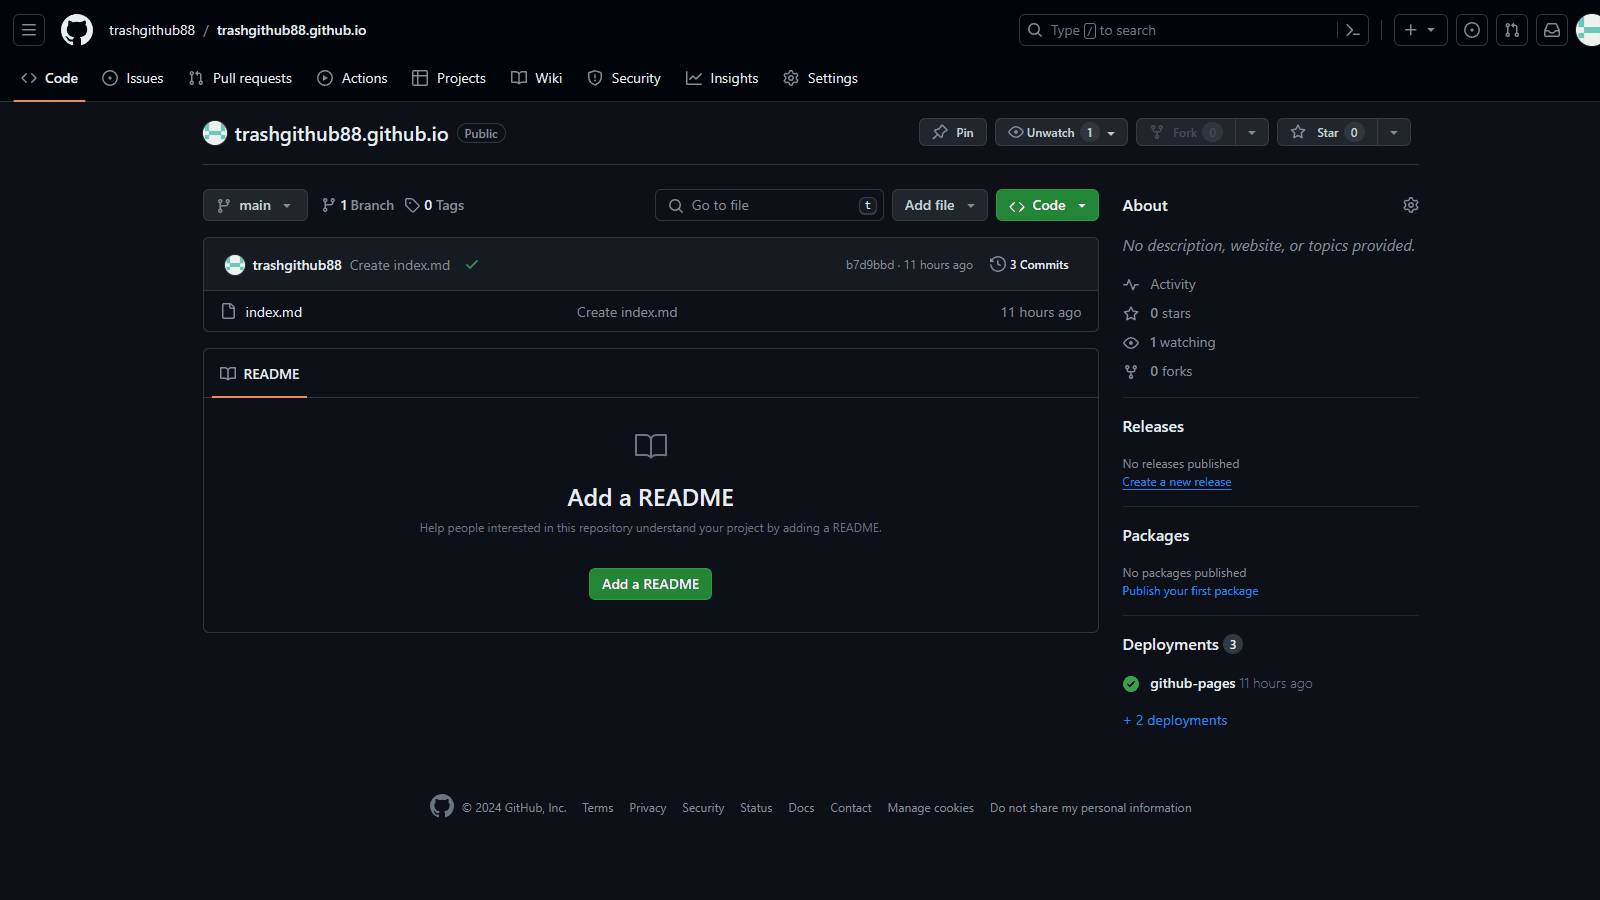 trashgithub88 / trashgithub88.github.io
Type / to search
Code Issues Pull requests Actions Projects Wiki Security Insights Settings
trashgithub88.github.io Public
Pin Unwatch 1 Fork 0 Star 0
main 1 Branch 0 Tags Go to file t Add file Code
trashgithub88 Create index.md b7d9bbd · 11 hours ago 3 Commits
index.md Create index.md 11 hours ago
README
Add a README
Help people interested in this repository understand your project by adding a README.
Add a README
About
No description, website, or topics provided.
Activity
0 stars
1 watching
0 forks
Releases
No releases published
Create a new release
Packages
No packages published
Publish your first package
Deployments 3
github-pages 11 hours ago
+ 2 deployments
© 2024 GitHub, Inc. Terms Privacy Security Status Docs Contact Manage cookies Do not share my personal information